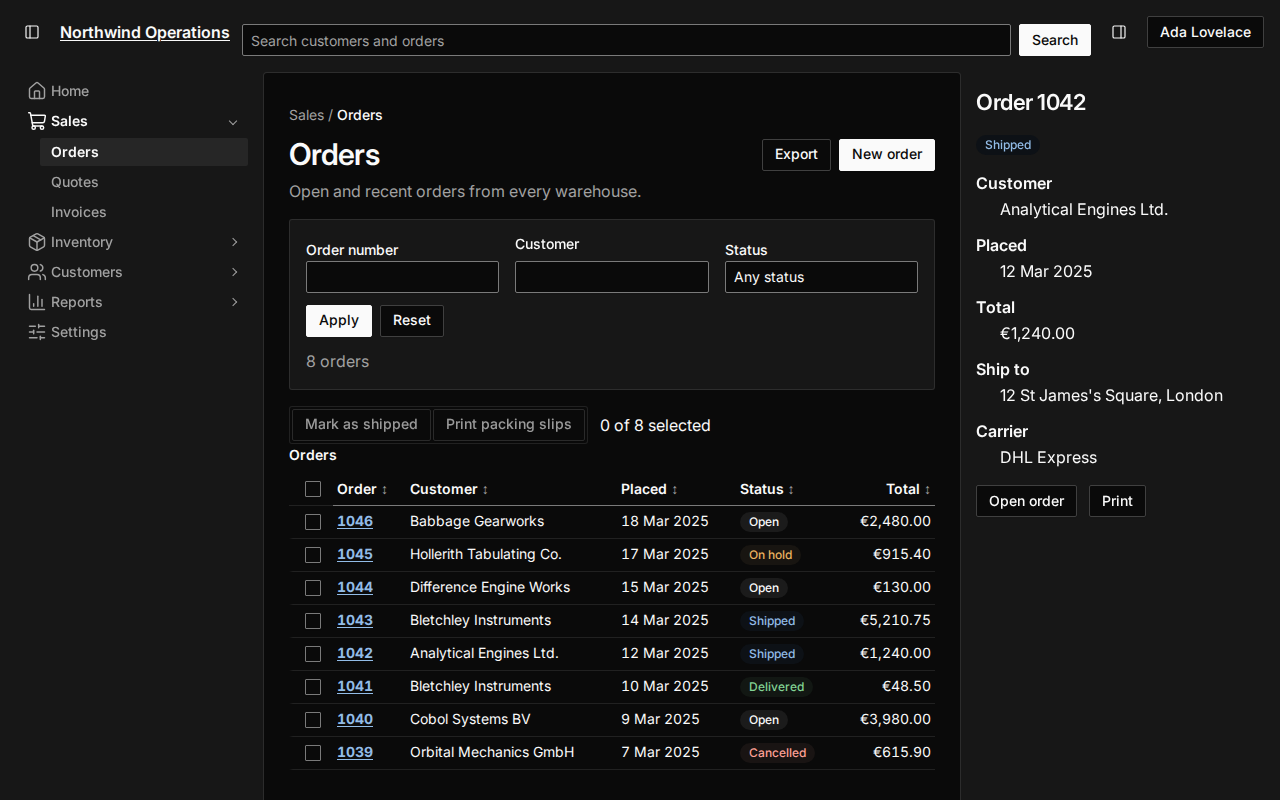 Northwind Operations
Search customers and orders
Search
Ada Lovelace
Home
Sales
Orders
Quotes
Invoices
Inventory
Customers
Reports
Settings
Sales / Orders
Orders
Export
New order
Open and recent orders from every warehouse.
Order number
Customer
Status
Any status
Apply
Reset
8 orders
Mark as shipped
Print packing slips
0 of 8 selected
Orders
Order ↕ Customer ↕ Placed ↕ Status ↕ Total ↕
1046 Babbage Gearworks 18 Mar 2025 Open €2,480.00
1045 Hollerith Tabulating Co. 17 Mar 2025 On hold €915.40
1044 Difference Engine Works 15 Mar 2025 Open €130.00
1043 Bletchley Instruments 14 Mar 2025 Shipped €5,210.75
1042 Analytical Engines Ltd. 12 Mar 2025 Shipped €1,240.00
1041 Bletchley Instruments 10 Mar 2025 Delivered €48.50
1040 Cobol Systems BV 9 Mar 2025 Open €3,980.00
1039 Orbital Mechanics GmbH 7 Mar 2025 Cancelled €615.90
Order 1042
Shipped
Customer
Analytical Engines Ltd.
Placed
12 Mar 2025
Total
€1,240.00
Ship to
12 St James's Square, London
Carrier
DHL Express
Open order
Print